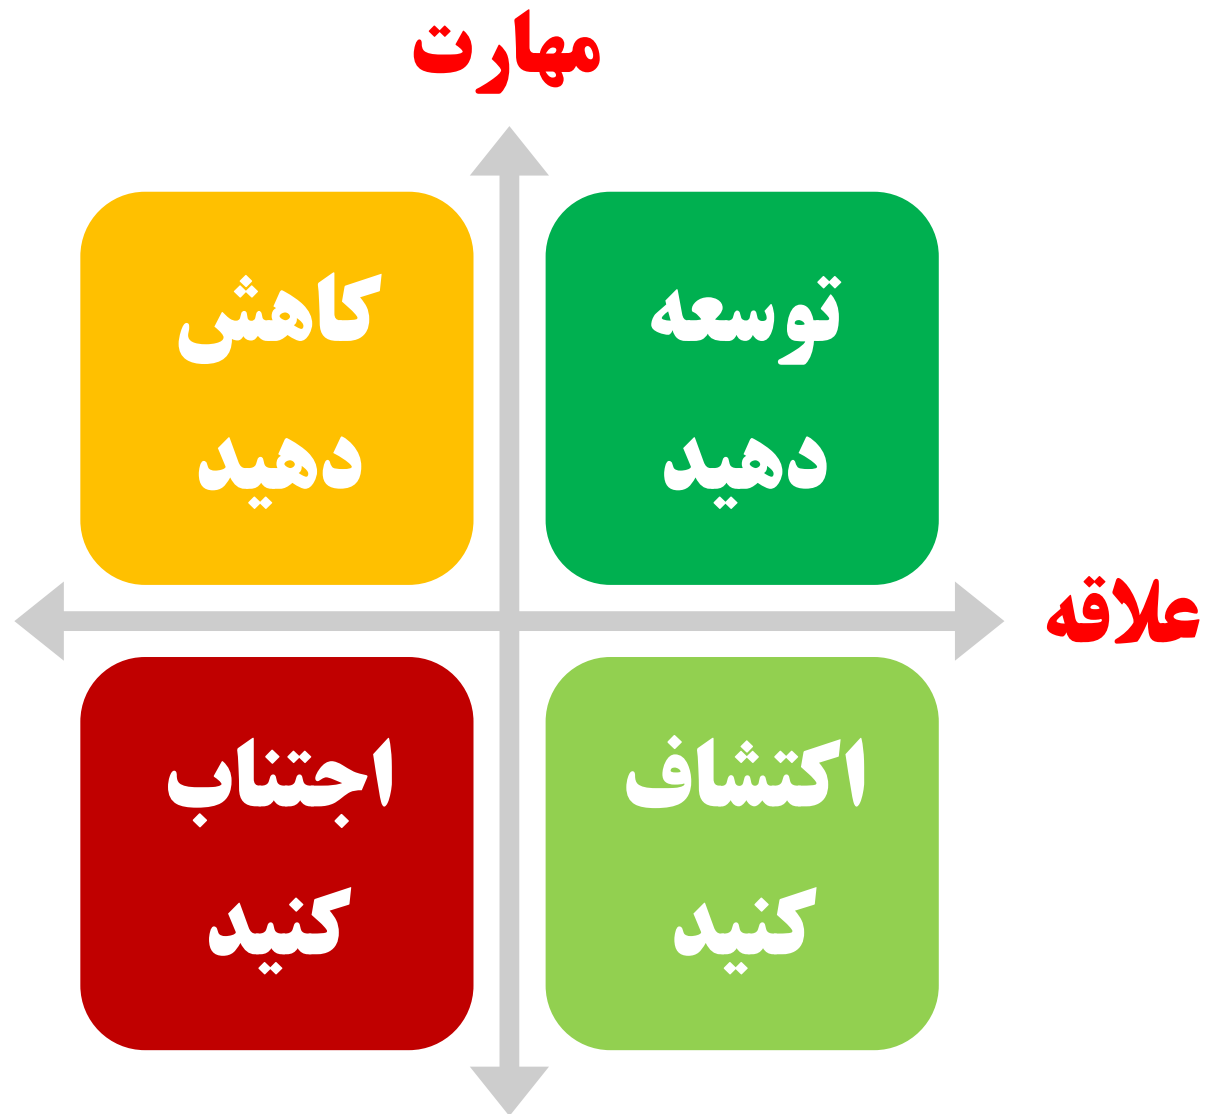 مهارت
توسعه
دهید
کاهش
دهید
علاقه
اکتشاف
کنید
اجتناب
کنید